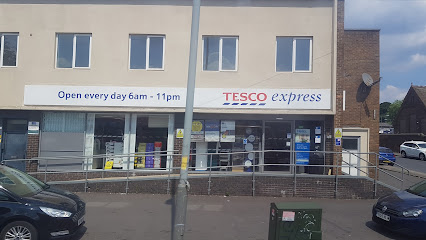 Open every day 6am - 11pm
TESCO express